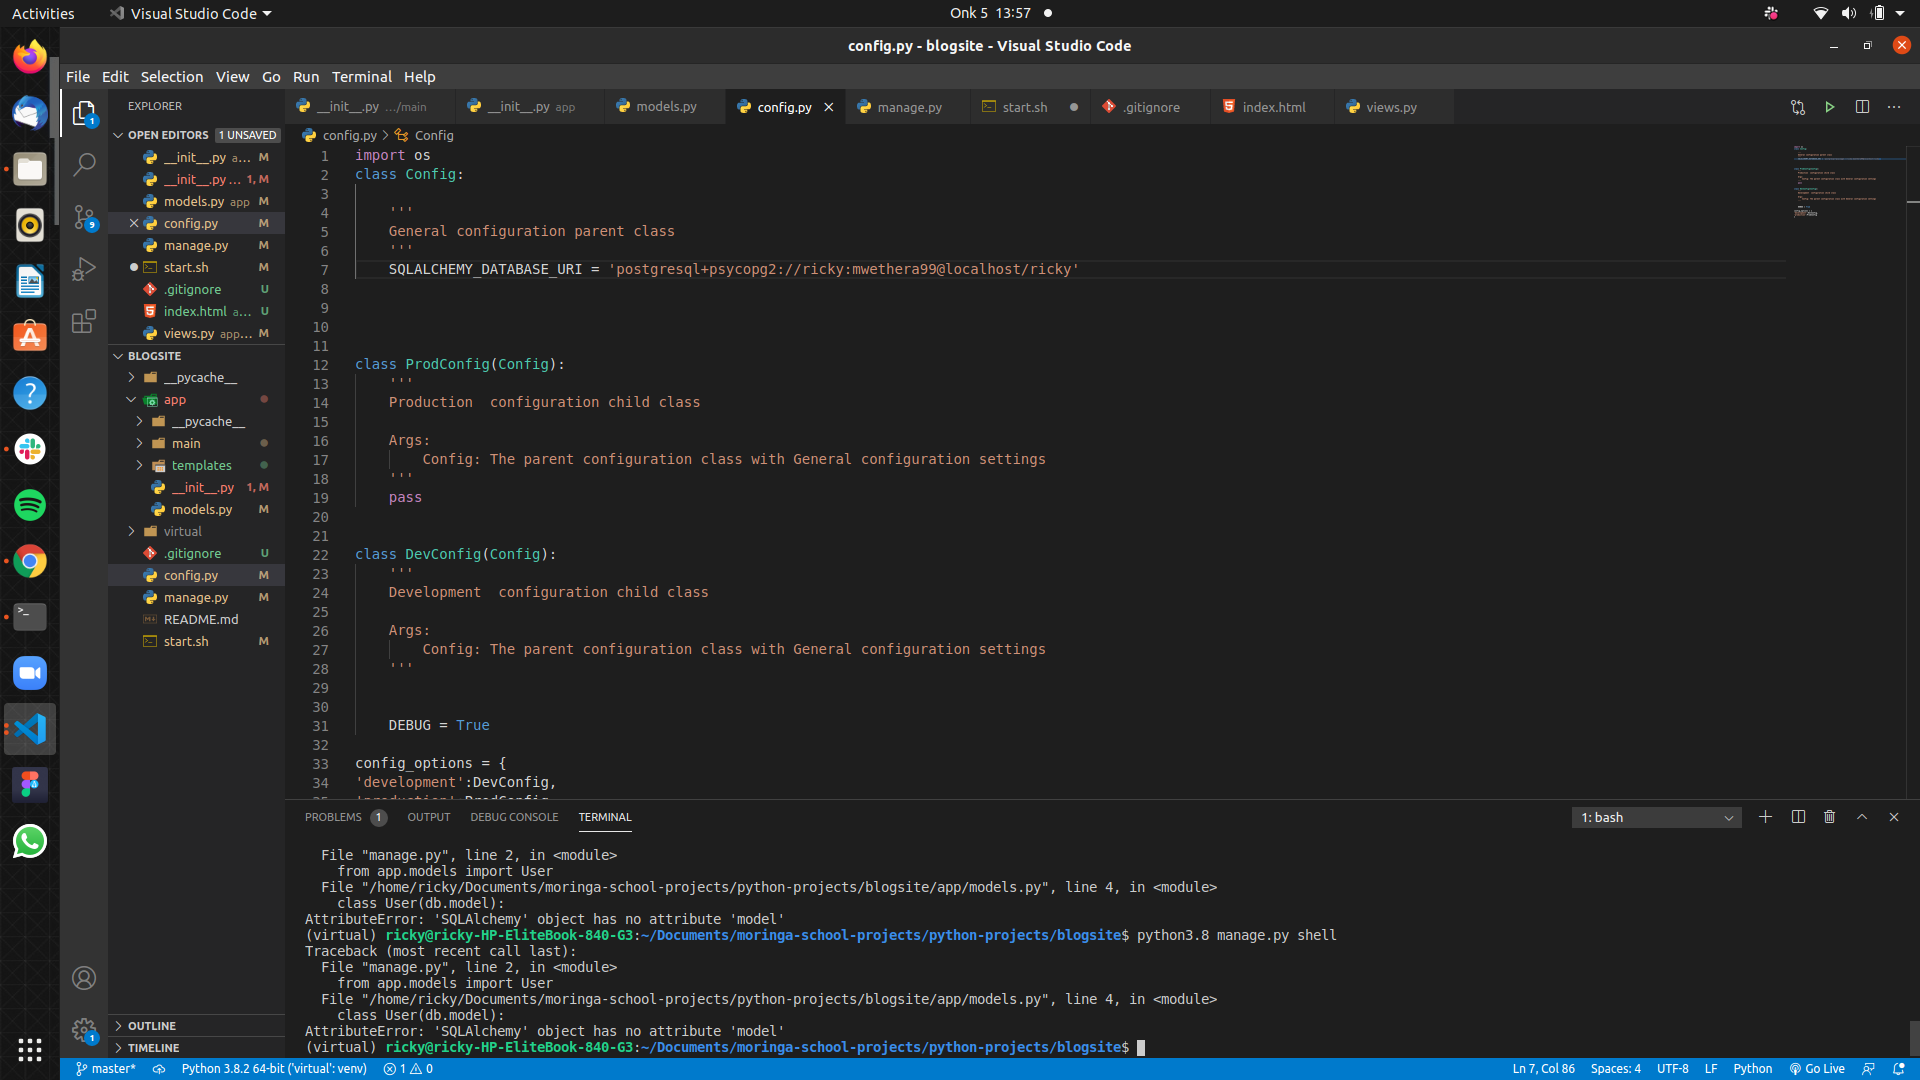 Activities
Visual Studio Code
Onk 5 13:57
config.py - blogsite - Visual Studio Code
File Edit Selection View Go Run Terminal Help
EXPLORER
OPEN EDITORS 1 UNSAVED
__init__.py a... M
__init__.py ... 1, M
models.py app M
config.py M
manage.py M
start.sh M
.gitignore U
index.html a... U
views.py app... M
BLOGSITE
__pycache__
app
__pycache__
main
templates
__init__.py 1, M
models.py M
virtual
.gitignore U
config.py M
manage.py M
README.md
start.sh M
OUTLINE
TIMELINE
1
9
1
__init__.py .../main
__init__.py app
models.py
config.py
manage.py
start.sh
.gitignore
index.html
views.py
config.py > Config
1 import os
2 class Config:
3
4 '''
5 General configuration parent class
6 '''
7 SQLALCHEMY_DATABASE_URI = 'postgresql+psycopg2://ricky:mwethera99@localhost/ricky'
8
9
10
11
12 class ProdConfig(Config):
13 '''
14 Production  configuration child class
15
16 Args:
17 Config: The parent configuration class with General configuration settings
18 '''
19 pass
20
21
22 class DevConfig(Config):
23 '''
24 Development  configuration child class
25
26 Args:
27 Config: The parent configuration class with General configuration settings
28 '''
29
30
31 DEBUG = True
32
33 config_options = {
34 'development':DevConfig,
35 'production':ProdConfig
PROBLEMS 1 OUTPUT DEBUG CONSOLE TERMINAL
1: bash
File "manage.py", line 2, in <module>
from app.models import User
File "/home/ricky/Documents/moringa-school-projects/python-projects/blogsite/app/models.py", line 4, in <module>
class User(db.model):
AttributeError: 'SQLAlchemy' object has no attribute 'model'
(virtual) ricky@ricky-HP-EliteBook-840-G3:~/Documents/moringa-school-projects/python-projects/blogsite$ python3.8 manage.py shell
Traceback (most recent call last):
File "manage.py", line 2, in <module>
from app.models import User
File "/home/ricky/Documents/moringa-school-projects/python-projects/blogsite/app/models.py", line 4, in <module>
class User(db.model):
AttributeError: 'SQLAlchemy' object has no attribute 'model'
(virtual) ricky@ricky-HP-EliteBook-840-G3:~/Documents/moringa-school-projects/python-projects/blogsite$
master* Python 3.8.2 64-bit ('virtual': venv) 1 0
Ln 7, Col 86 Spaces: 4 UTF-8 LF Python Go Live